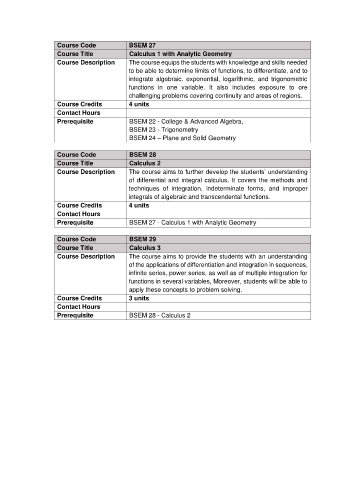 Course Code BSEM 27
Course Title Calculus 1 with Analytic Geometry
Course Description The course equips the students with knowledge and skills needed
to be able to determine limits of functions, to differentiate, and to
integrate algebraic, exponential, logarithmic, and trigonometric
functions in one variable. It also includes exposure to ore
challenging problems covering continuity and areas of regions.
Course Credits 4 units
Contact Hours
Prerequisite BSEM 22 - College & Advanced Algebra,
BSEM 23 - Trigonometry
BSEM 24 – Plane and Solid Geometry
Course Code BSEM 28
Course Title Calculus 2
Course Description The course aims to further develop the students' understanding
of differential and integral calculus. It covers the methods and
techniques of integration, indeterminate forms, and improper
integrals of algebraic and transcendental functions.
Course Credits 4 units
Contact Hours
Prerequisite BSEM 27 - Calculus 1 with Analytic Geometry
Course Code BSEM 29
Course Title Calculus 3
Course Description The course aims to provide the students with an understanding
of the applications of differentiation and integration in sequences,
infinite series, power series, as well as of multiple integration for
functions in several variables, Moreover, students will be able to
apply these concepts to problem solving.
Course Credits 3 units
Contact Hours
Prerequisite BSEM 28 - Calculus 2